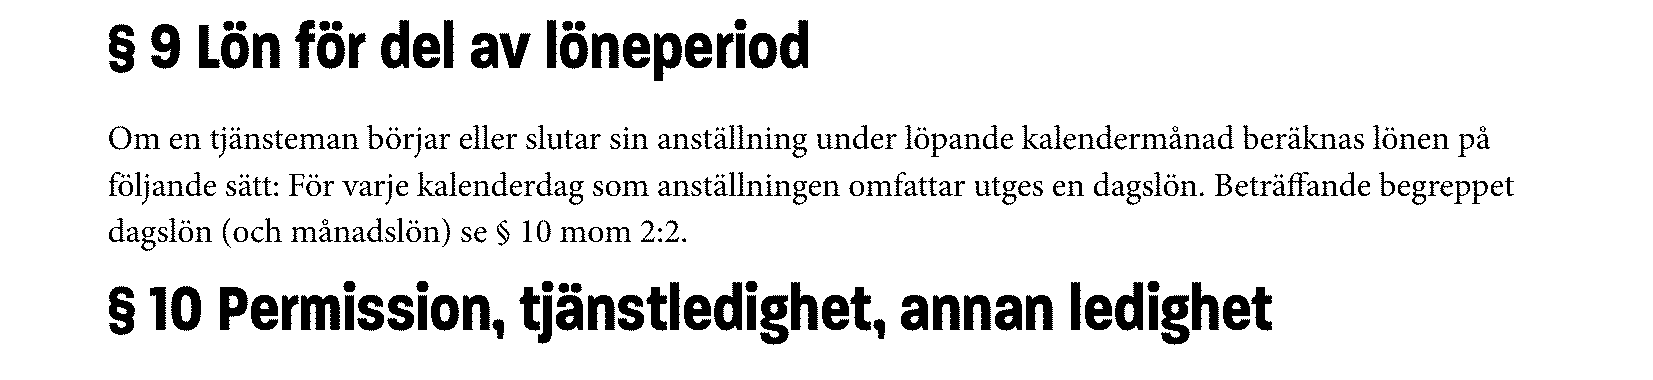 § 9 Lön för del av löneperiod
Om en tjänsteman börjar eller slutar sin anställning under löpande kalendermånad beräknas lönen på
följande sätt: För varje kalenderdag som anställningen omfattar utges en dagslön. Beträffande begreppet
dagslön (och månadslön) se § 10 mom 2:2.
§ 10 Permission, tjänstledighet, annan ledighet